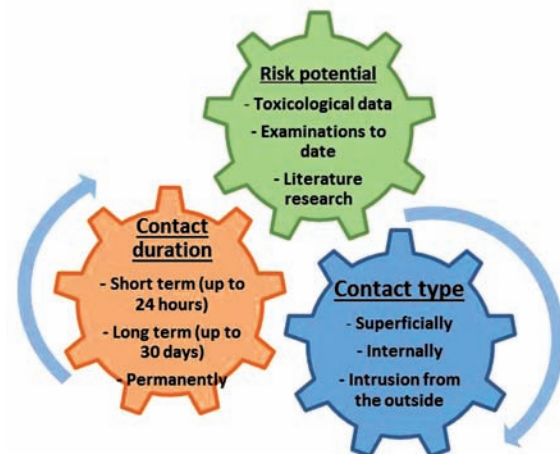 Risk potential
- Toxicological data
- Examinations to
date
- Literature
research
Contact
duration
- Short term (up to
24 hours)
- Long term (up to
30 days)
- Permanently
Contact type
- Superficially
- Internally
- Intrusion from
the outside